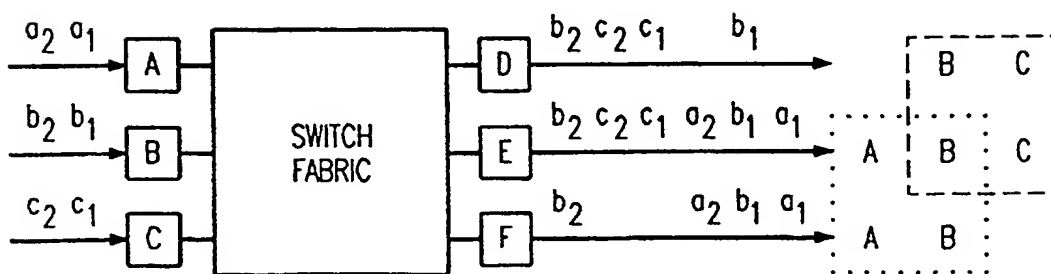 a₂ a₁ A D b₂ c₂ c₁ b₁ B C
b₂ b₁ B SWITCH FABRIC E b₂ c₂ c₁ a₂ b₁ a₁ A B C
c₂ c₁ C F b₂ a₂ b₁ a₁ A B